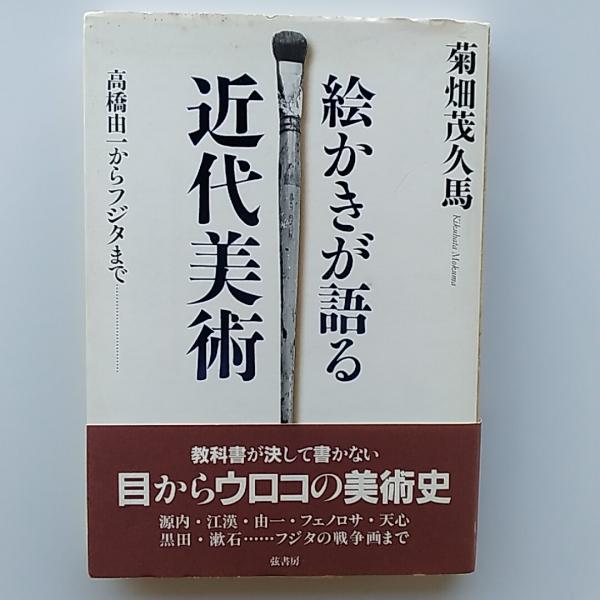 菊畑茂久馬
Kikuhata Mokuma
絵かきが語る
近代美術
高橋由一からフジタまで……………………
教科書が決して書かない
目からウロコの美術史
源内・江漢・由一・フェノロサ・天心
黒田・漱石……フジタの戦争画まで
弦書房